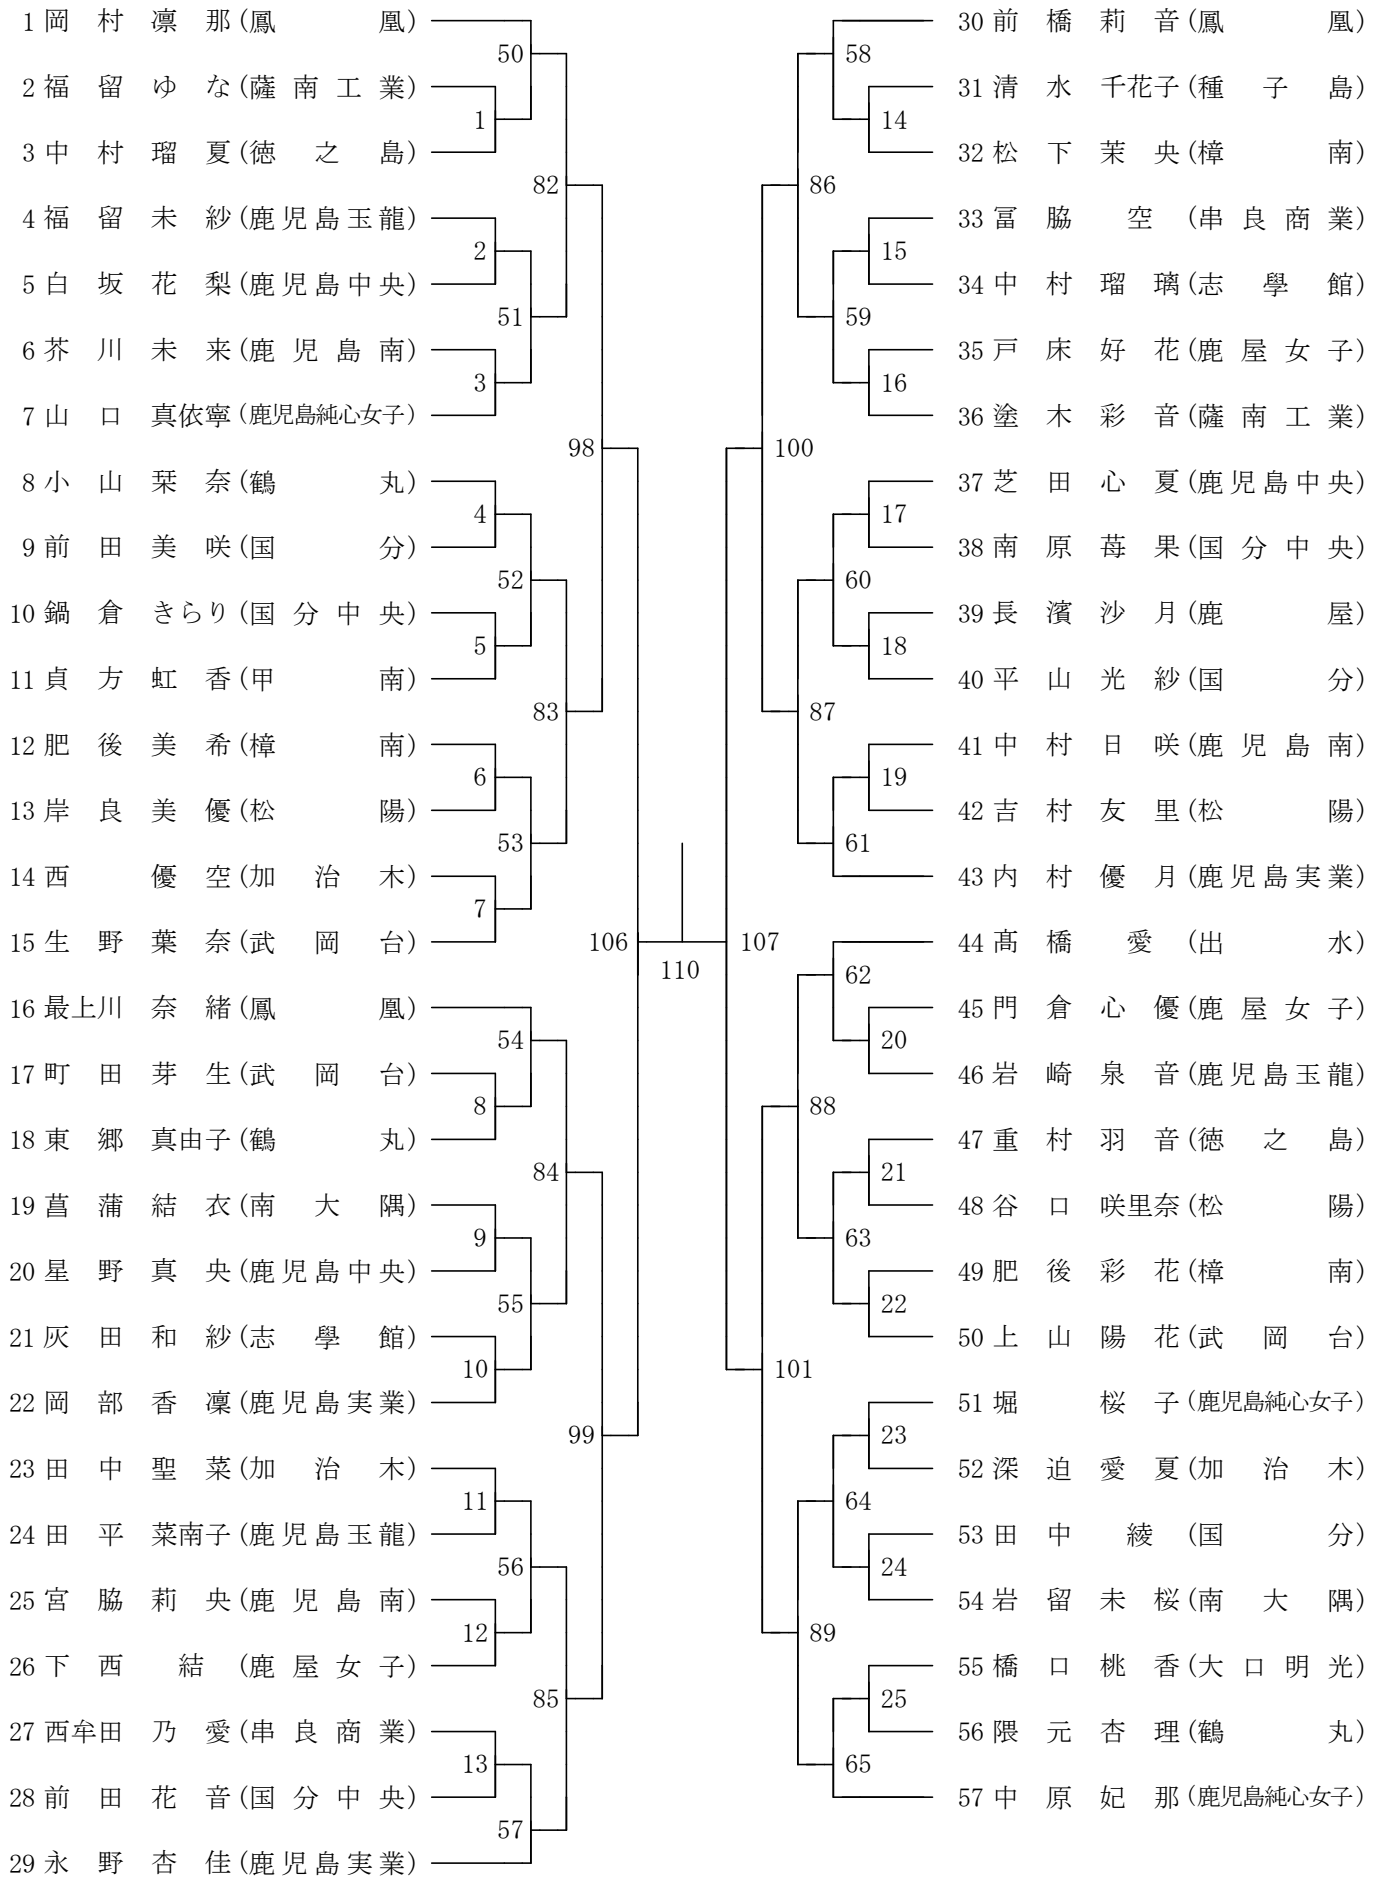 1 岡村 凛那 (鳳凰)
50
2 福留 ゆな (薩南工業)
1
3 中村 瑠夏 (徳之島)
82
4 福留 未紗 (鹿児島玉龍)
2
5 白坂 花梨 (鹿児島中央)
51
6 芥川 未来 (鹿児島南)
3
7 山口 真依寧 (鹿児島純心女子)
98
8 小山 栞奈 (鶴丸)
4
9 前田 美咲 (国分)
52
10 鍋倉 きらり (国分中央)
5
11 貞方 虹香 (甲南)
83
12 肥後 美希 (樟南)
6
13 岸良 美優 (松陽)
53
14 西 優空 (加治木)
7
15 生野 葉奈 (武岡台)
106
110
16 最上川 奈緒 (鳳凰)
54
17 町田 芽生 (武岡台)
8
18 東郷 真由子 (鶴丸)
84
19 菖蒲 結衣 (南大隅)
9
20 星野 真央 (鹿児島中央)
55
21 灰田 和紗 (志學館)
10
22 岡部 香凜 (鹿児島実業)
99
23 田中 聖菜 (加治木)
11
24 田平 菜南子 (鹿児島玉龍)
56
25 宮脇 莉央 (鹿児島南)
12
26 下西 結 (鹿屋女子)
85
27 西牟田 乃愛 (串良商業)
13
28 前田 花音 (国分中央)
57
29 永野 杏佳 (鹿児島実業)
30 前橋 莉音 (鳳凰)
58
31 清水 千花子 (種子島)
14
32 松下 茉央 (樟南)
86
33 冨脇 空 (串良商業)
15
34 中村 瑠璃 (志學館)
59
35 戸床 好花 (鹿屋女子)
16
36 塗木 彩音 (薩南工業)
100
37 芝田 心夏 (鹿児島中央)
17
38 南原 苺果 (国分中央)
60
39 長濱 沙月 (鹿屋)
18
40 平山 光紗 (国分)
87
41 中村 日咲 (鹿児島南)
19
42 吉村 友里 (松陽)
61
43 内村 優月 (鹿児島実業)
107
44 髙橋 愛 (出水)
62
45 門倉 心優 (鹿屋女子)
20
46 岩崎 泉音 (鹿児島玉龍)
88
47 重村 羽音 (徳之島)
21
48 谷口 咲里奈 (松陽)
63
49 肥後 彩花 (樟南)
22
50 上山 陽花 (武岡台)
101
51 堀 桜子 (鹿児島純心女子)
23
52 深迫 愛夏 (加治木)
64
53 田中 綾 (国分)
24
54 岩留 未桜 (南大隅)
89
55 橋口 桃香 (大口明光)
25
56 隈元 杏理 (鶴丸)
65
57 中原 妃那 (鹿児島純心女子)